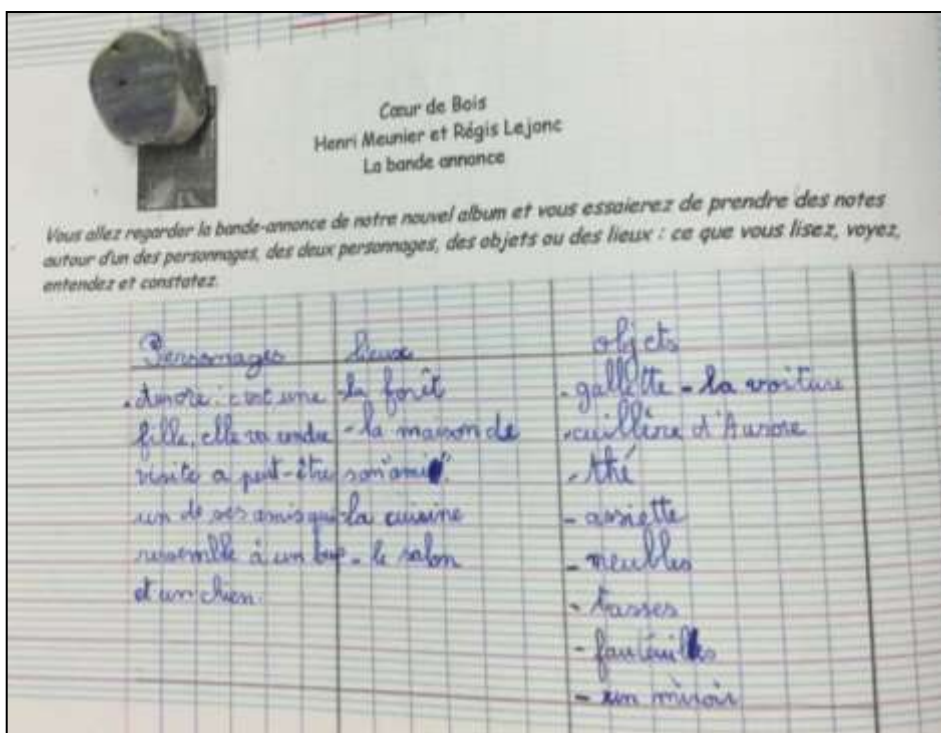 Cœur de Bois
Henri Meunier et Régis Lejonc
La bande annonce
Vous allez regarder la bande-annonce de notre nouvel album et vous essaierez de prendre des notes
autour d'un des personnages, des deux personnages, des objets ou des lieux : ce que vous lisez, voyez,
entendez et constatez.
Personnages
. Aurore : c'est une
fille, elle va rendre
visite a peut-être
un de ses amis qui
ressemble à un loup
et un chien.
lieux
- la forêt
- la maison de
son "ami".
- la cuisine
- le salon
objets
- gallette - la voiture
- cuillère d'Aurore
- thé
- assiette
- meubles
- tasses
- fauteuils
- un miroir